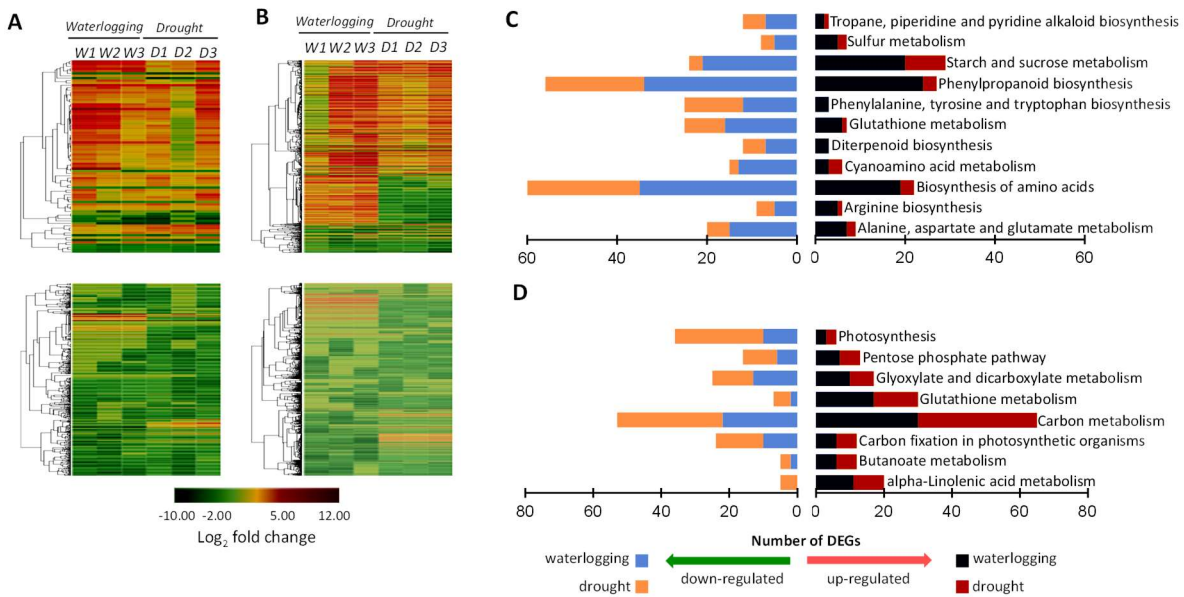 A
Waterlogging Drought
W1 W2 W3 D1 D2 D3
B
Waterlogging Drought
W1 W2 W3 D1 D2 D3
-10.00 -2.00 5.00 12.00
Log2 fold change
C
Tropane, piperidine and pyridine alkaloid biosynthesis
Sulfur metabolism
Starch and sucrose metabolism
Phenylpropanoid biosynthesis
Phenylalanine, tyrosine and tryptophan biosynthesis
Glutathione metabolism
Diterpenoid biosynthesis
Cyanoamino acid metabolism
Biosynthesis of amino acids
Arginine biosynthesis
Alanine, aspartate and glutamate metabolism
60 40 20 0 0 20 40 60
D
Photosynthesis
Pentose phosphate pathway
Glyoxylate and dicarboxylate metabolism
Glutathione metabolism
Carbon metabolism
Carbon fixation in photosynthetic organisms
Butanoate metabolism
alpha-Linolenic acid metabolism
80 60 40 20 0 0 20 40 60 80
Number of DEGs
waterlogging waterlogging
drought down-regulated up-regulated drought